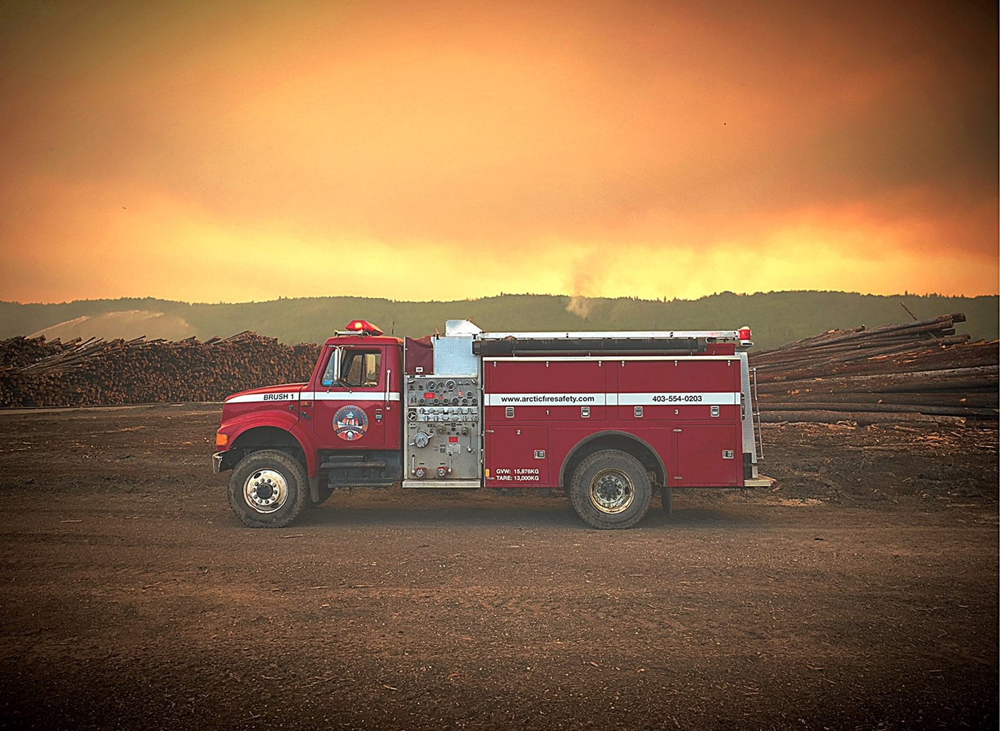 BRUSH 1
www.arcticfiresafety.com
403-554-0203
1
3
2
GVW: 15,876KG
TARE: 13,000KG